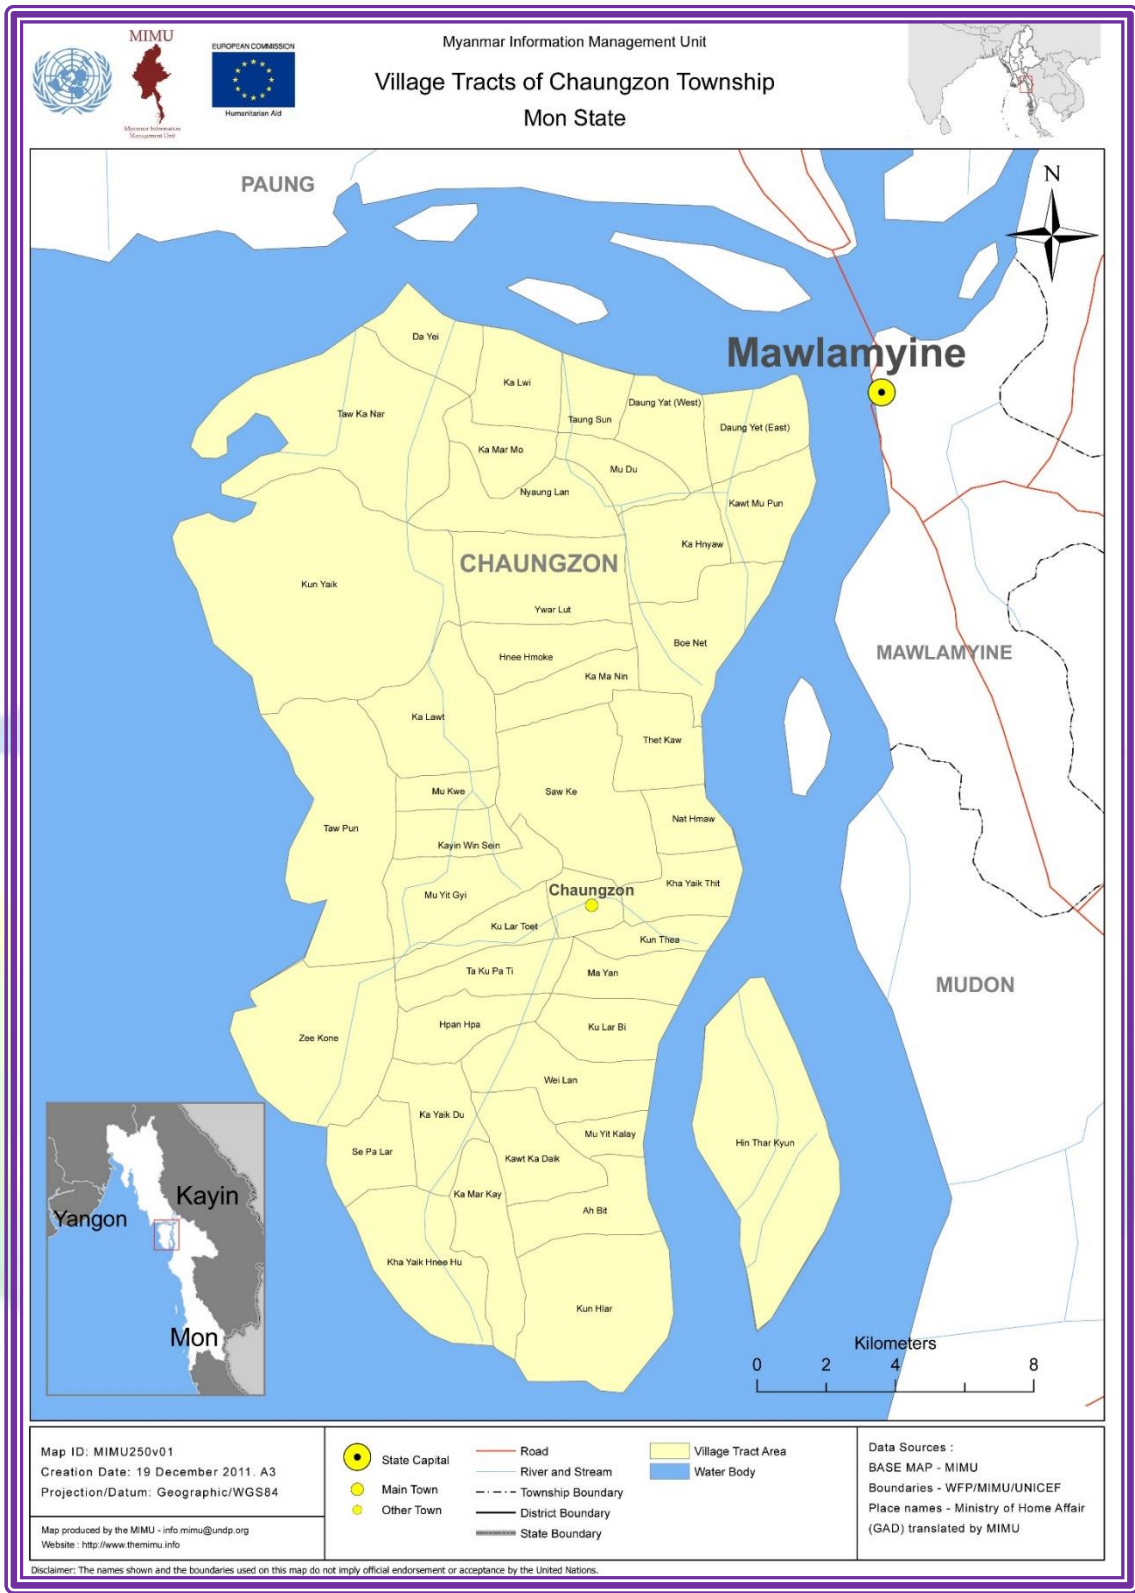 MIMU
Myanmar Information
Management Unit
EUROPEAN COMMISSION
Humanitarian Aid
Myanmar Information Management Unit
Village Tracts of Chaungzon Township
Mon State
PAUNG
N
Mawlamyine
Da Yei
Ka Lwi
Taw Ka Nar
Taung Sun
Daung Yat (West)
Daung Yet (East)
Ka Mar Mo
Mu Du
Nyaung Lan
Kawt Mu Pun
Ka Hnyaw
CHAUNGZON
Kun Yaik
Ywar Lut
Boe Net
MAWLAMYINE
Hnee Hmoke
Ka Ma Nin
Ka Lawt
Thet Kaw
Mu Kwe
Saw Ke
Nat Hmaw
Taw Pun
Kayin Win Sein
Kha Yaik Thit
Chaungzon
Mu Yit Gyi
Ku Lar Toet
Kun Thea
Ta Ku Pa Ti
Ma Yan
MUDON
Hpan Hpa
Ku Lar Bi
Zee Kone
Wei Lan
Ka Yaik Du
Mu Yit Kalay
Hin Thar Kyun
Se Pa Lar
Kawt Ka Daik
Ka Mar Kay
Ah Bit
Kha Yaik Hnee Hu
Kun Hlar
Kayin
Yangon
Mon
Kilometers
0 2 4 8
Map ID: MIMU250v01
Creation Date: 19 December 2011. A3
Projection/Datum: Geographic/WGS84
Map produced by the MIMU - info.mimu@undp.org
Website : http://www.themimu.info
State Capital
Main Town
Other Town
Road
River and Stream
Township Boundary
District Boundary
State Boundary
Village Tract Area
Water Body
Data Sources :
BASE MAP - MIMU
Boundaries - WFP/MIMU/UNICEF
Place names - Ministry of Home Affair
(GAD) translated by MIMU
Disclaimer: The names shown and the boundaries used on this map do not imply official endorsement or acceptance by the United Nations.